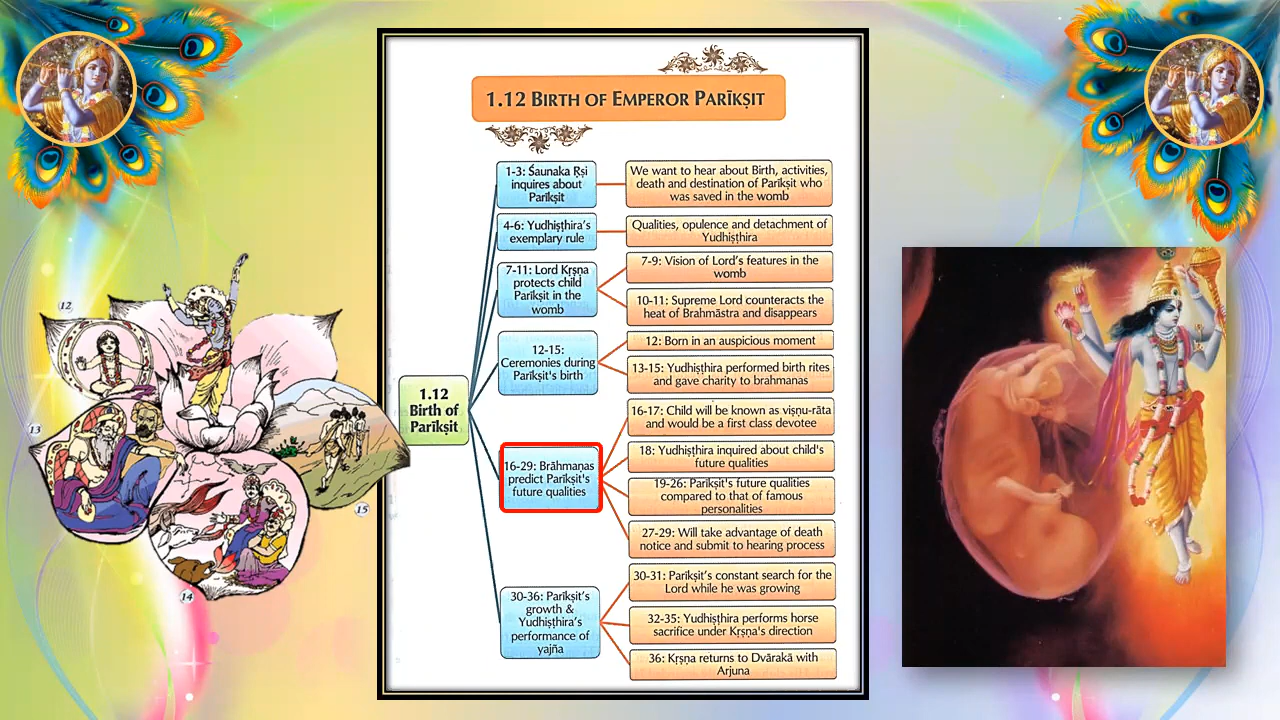 1.12 BIRTH OF EMPEROR PARĪKṢIT
1-3: Śaunaka Ṛṣi
inquires about
Parīkṣit
We want to hear about Birth, activities,
death and destination of Parīkṣit who
was saved in the womb
4-6: Yudhiṣṭhira's
exemplary rule
Qualities, opulence and detachment of
Yudhiṣṭhira
7-11: Lord Kṛṣṇa
protects child
Parīkṣit in the
womb
7-9: Vision of Lord's features in the
womb
10-11: Supreme Lord counteracts the
heat of Brahmāstra and disappears
12-15:
Ceremonies during
Parīkṣit's birth
12: Born in an auspicious moment
13-15: Yudhiṣṭhira performed birth rites
and gave charity to brahmanas
1.12
Birth of
Parīkṣit
16-29: Brāhmaṇas
predict Parīkṣit's
future qualities
16-17: Child will be known as viṣṇu-rāta
and would be a first class devotee
18: Yudhiṣṭhira inquired about child's
future qualities
19-26: Parīkṣit's future qualities
compared to that of famous
personalities
27-29: Will take advantage of death
notice and submit to hearing process
30-36: Parīkṣit's
growth &
Yudhiṣṭhira's
performance of
yajña
30-31: Parīkṣit's constant search for the
Lord while he was growing
32-35: Yudhiṣṭhira performs horse
sacrifice under Kṛṣṇa's direction
36: Kṛṣṇa returns to Dvārakā with
Arjuna
12
13
14
15